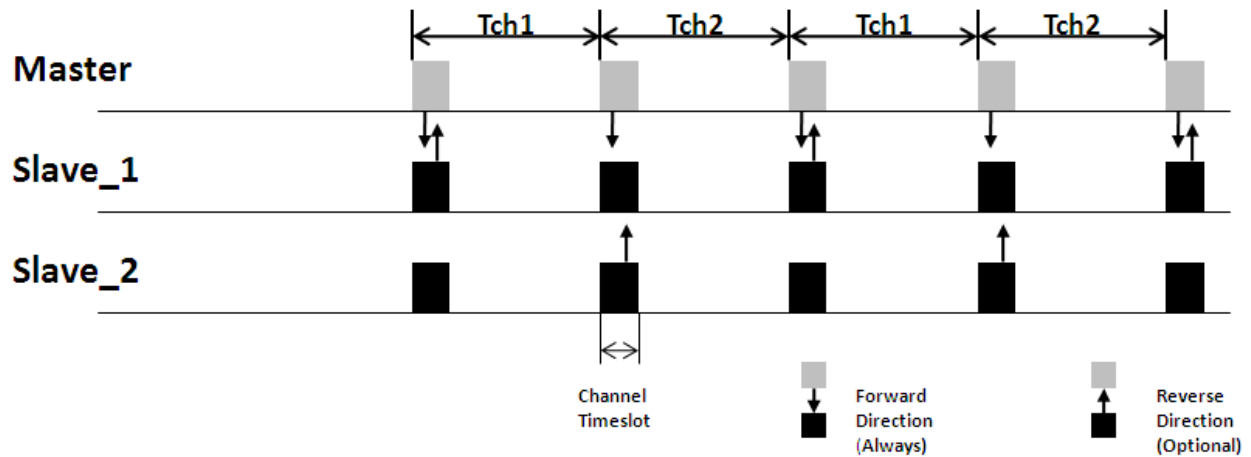 Tch1 Tch2 Tch1 Tch2
Master
Slave_1
Slave_2
Channel
Timeslot
Forward
Direction
(Always)
Reverse
Direction
(Optional)